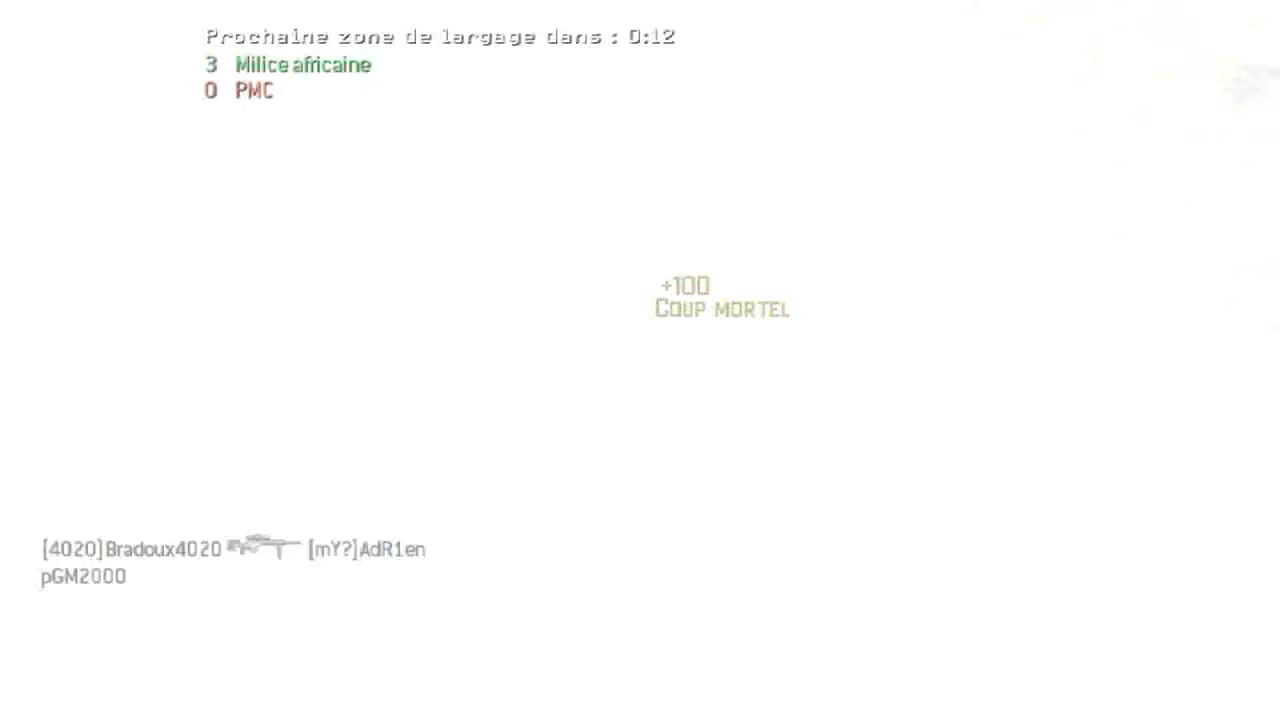 Prochaine zone de largage dans : 0:12
3 Milice africaine
0 PMC
+100
COUP MORTEL
[4020]Bradoux4020 [mY?]AdR1en
pGM2000